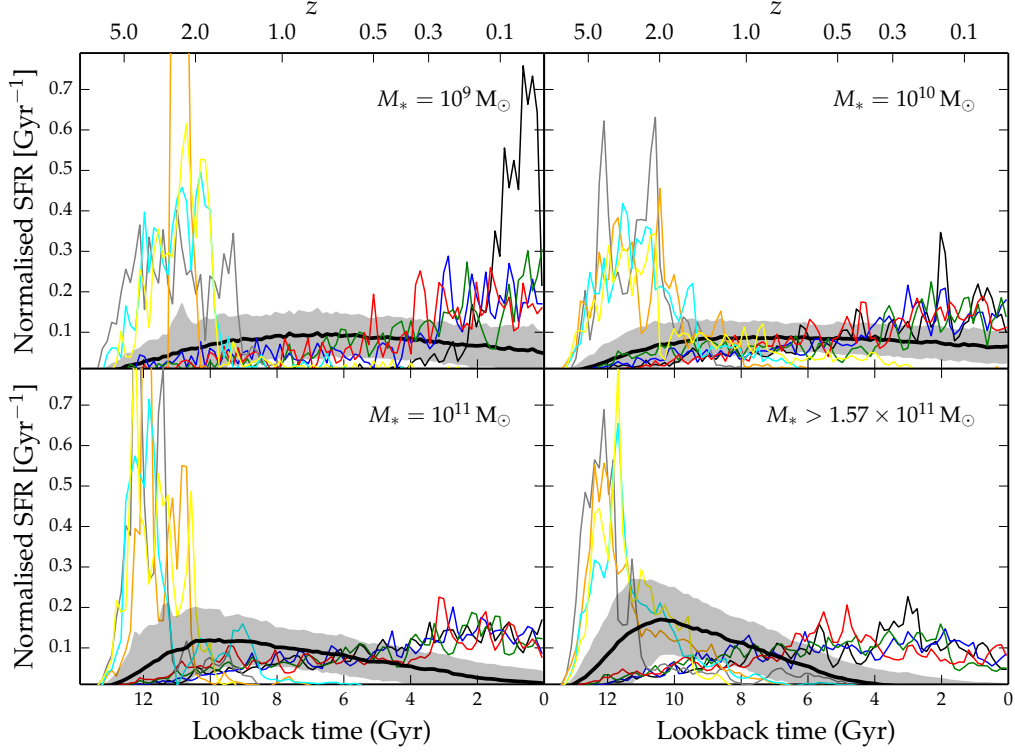 z z
5.0 2.0 1.0 0.5 0.3 0.1 5.0 2.0 1.0 0.5 0.3 0.1
Normalised SFR [Gyr⁻¹]
0.7
0.6
0.5
0.4
0.3
0.2
0.1
M* = 10⁹ M☉
M* = 10¹⁰ M☉
Normalised SFR [Gyr⁻¹]
0.7
0.6
0.5
0.4
0.3
0.2
0.1
M* = 10¹¹ M☉
M* > 1.57 × 10¹¹ M☉
12 10 8 6 4 2 0 12 10 8 6 4 2 0
Lookback time (Gyr) Lookback time (Gyr)